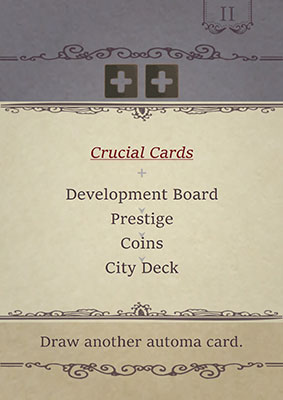 II
Crucial Cards
Development Board
Prestige
Coins
City Deck
Draw another automa card.